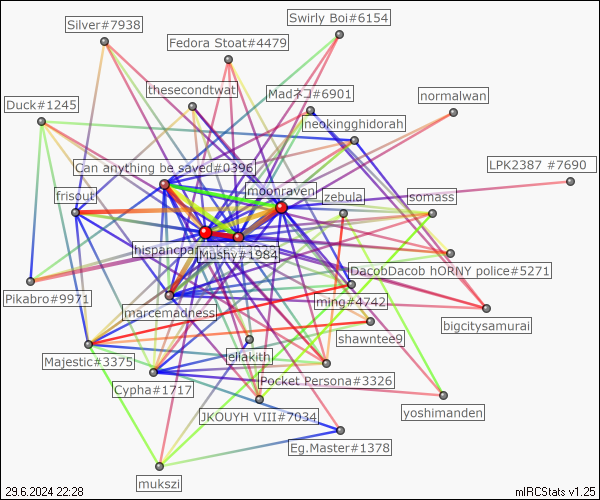 Swirly Boi#6154
Silver#7938
Fedora Stoat#4479
thesecondtwat
Madネコ#6901
normalwan
Duck#1245
neokingghidorah
LPK2387 #7690
Can anything be saved#0396
moonraven
frisout
zebula
somass
hispancpa
Mushy#1984
DacobDacob hORNY police#5271
Pikabro#9971
ming#4742
marcemadness
bigcitysamurai
shawntee9
Majestic#3375
eliakith
Pocket Persona#3326
Cypha#1717
JKOUYH VIII#7034
yoshimanden
Eg.Master#1378
mukszi
29.6.2024 22:28
mIRCStats v1.25